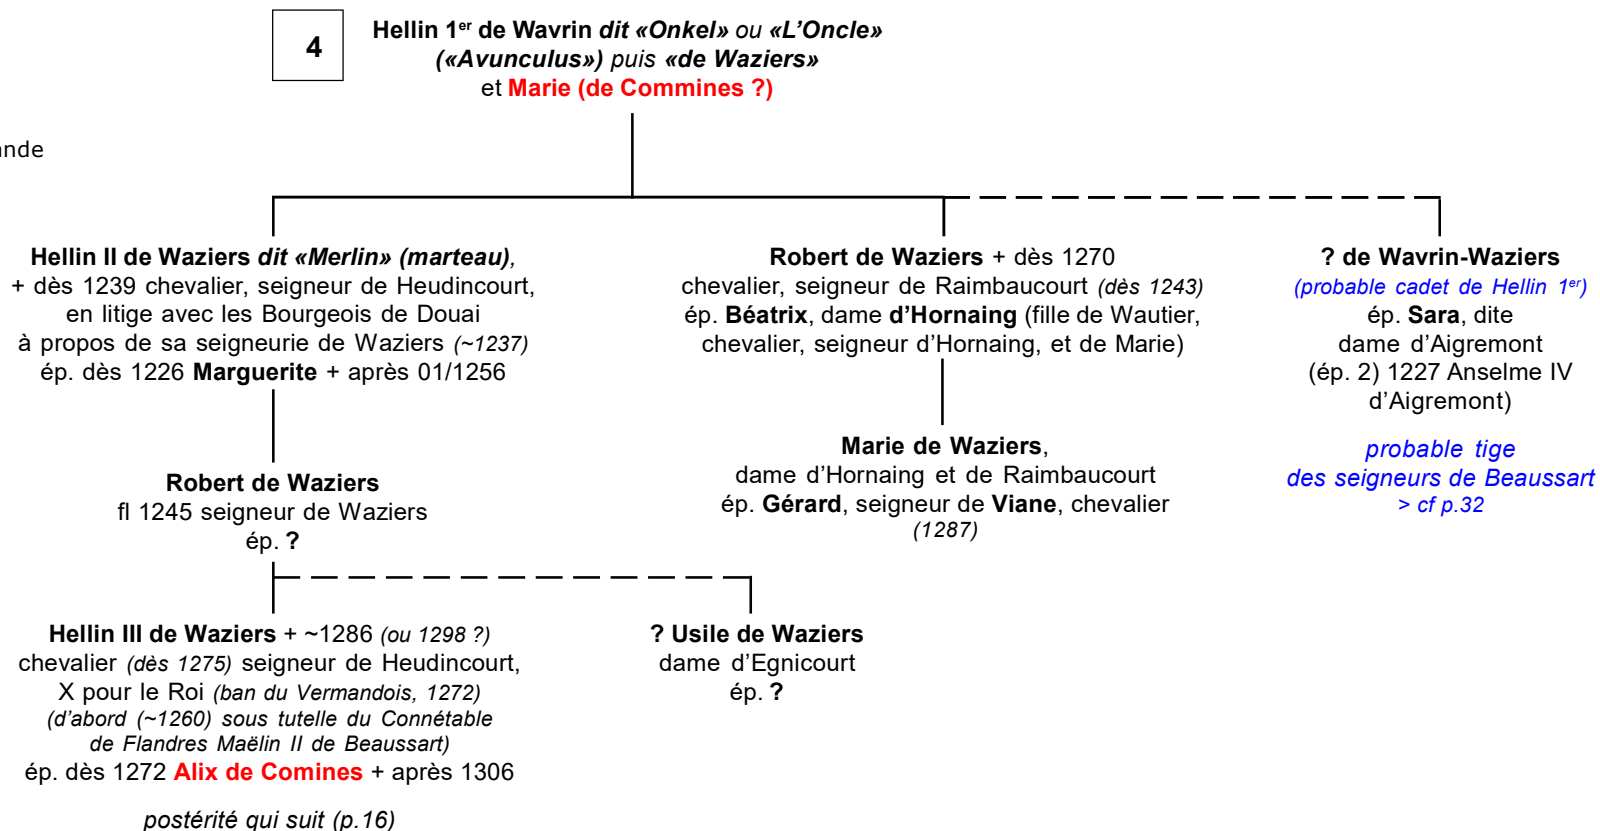 4
Hellin 1er de Wavrin dit «Onkel» ou «L'Oncle»
(«Avunculus») puis «de Waziers»
et Marie (de Commines ?)
Hellin II de Waziers dit «Merlin» (marteau),
+ dès 1239 chevalier, seigneur de Heudincourt,
en litige avec les Bourgeois de Douai
à propos de sa seigneurie de Waziers (~1237)
ép. dès 1226 Marguerite + après 01/1256
Robert de Waziers + dès 1270
chevalier, seigneur de Raimbaucourt (dès 1243)
ép. Béatrix, dame d'Hornaing (fille de Wautier,
chevalier, seigneur d'Hornaing, et de Marie)
? de Wavrin-Waziers
(probable cadet de Hellin 1er)
ép. Sara, dite
dame d'Aigremont
(ép. 2) 1227 Anselme IV
d'Aigremont)
probable tige
des seigneurs de Beaussart
> cf p.32
Robert de Waziers
fl 1245 seigneur de Waziers
ép. ?
Marie de Waziers,
dame d'Hornaing et de Raimbaucourt
ép. Gérard, seigneur de Viane, chevalier
(1287)
Hellin III de Waziers + ~1286 (ou 1298 ?)
chevalier (dès 1275) seigneur de Heudincourt,
X pour le Roi (ban du Vermandois, 1272)
(d'abord (~1260) sous tutelle du Connétable
de Flandres Maëlin II de Beaussart)
ép. dès 1272 Alix de Comines + après 1306
postérité qui suit (p.16)
? Usile de Waziers
dame d'Egnicourt
ép. ?